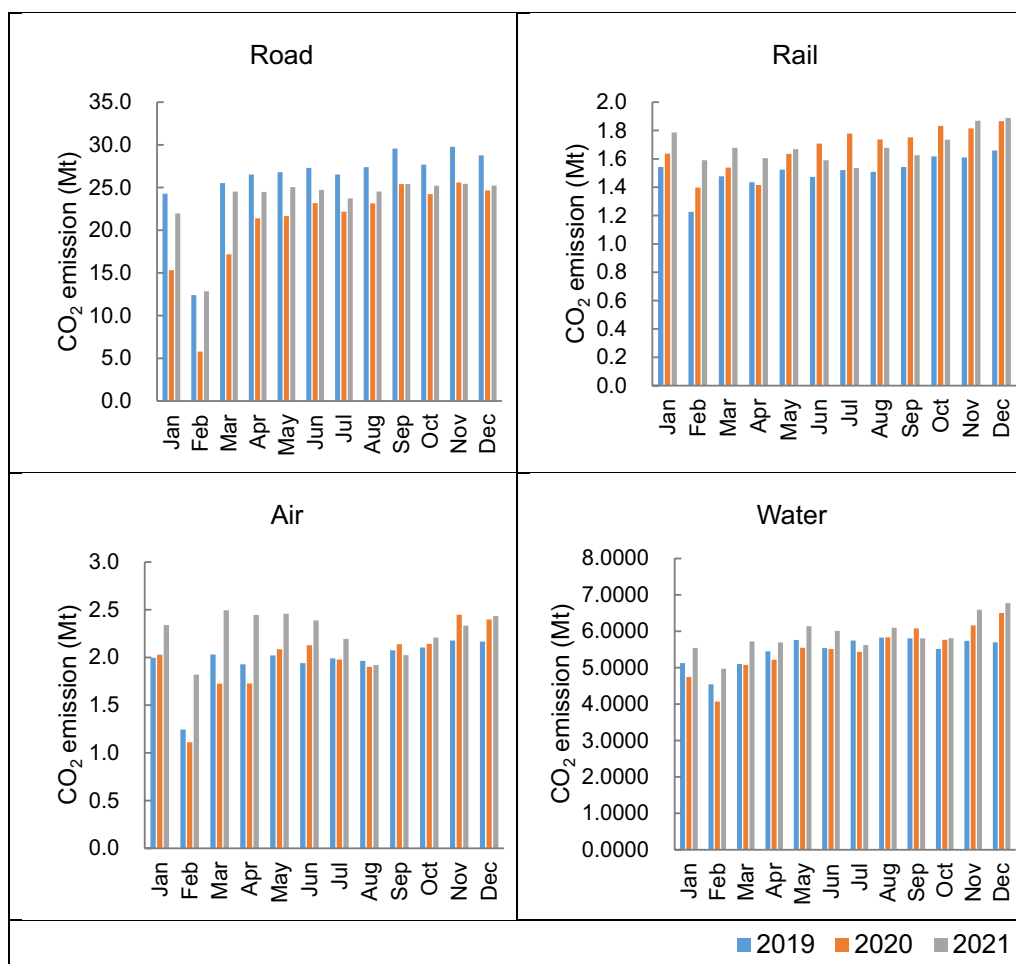 Road
CO₂ emission (Mt)
35.0
30.0
25.0
20.0
15.0
10.0
5.0
0.0
Jan Feb Mar Apr May Jun Jul Aug Sep Oct Nov Dec
Rail
CO₂ emission (Mt)
2.0
1.8
1.6
1.4
1.2
1.0
0.8
0.6
0.4
0.2
0.0
Jan Feb Mar Apr May Jun Jul Aug Sep Oct Nov Dec
Air
CO₂ emission (Mt)
3.0
2.5
2.0
1.5
1.0
0.5
0.0
Jan Feb Mar Apr May Jun Jul Aug Sep Oct Nov Dec
Water
CO₂ emission (Mt)
8.0000
7.0000
6.0000
5.0000
4.0000
3.0000
2.0000
1.0000
0.0000
Jan Feb Mar Apr May Jun Jul Aug Sep Oct Nov Dec
2019 2020 2021